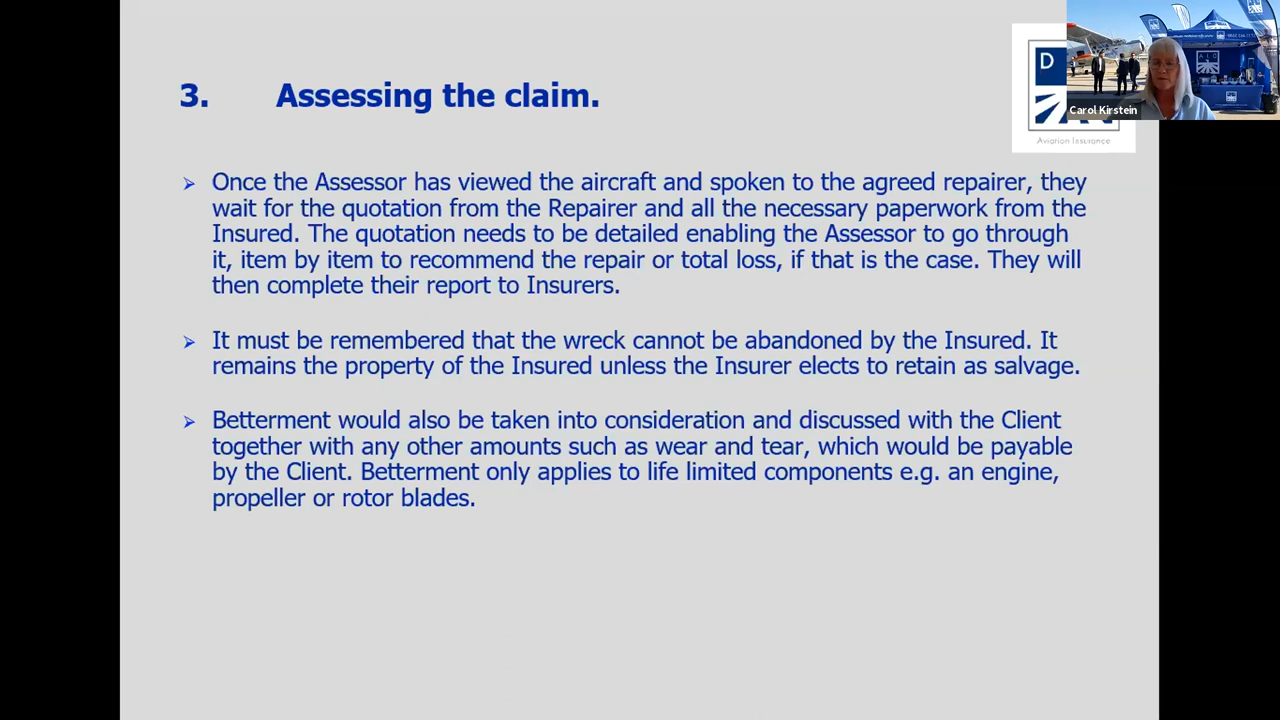 3. Assessing the claim.
➢ Once the Assessor has viewed the aircraft and spoken to the agreed repairer, they
wait for the quotation from the Repairer and all the necessary paperwork from the
Insured. The quotation needs to be detailed enabling the Assessor to go through
it, item by item to recommend the repair or total loss, if that is the case. They will
then complete their report to Insurers.
➢ It must be remembered that the wreck cannot be abandoned by the Insured. It
remains the property of the Insured unless the Insurer elects to retain as salvage.
➢ Betterment would also be taken into consideration and discussed with the Client
together with any other amounts such as wear and tear, which would be payable
by the Client. Betterment only applies to life limited components e.g. an engine,
propeller or rotor blades.
D
Aviation Insurance
Carol Kirstein